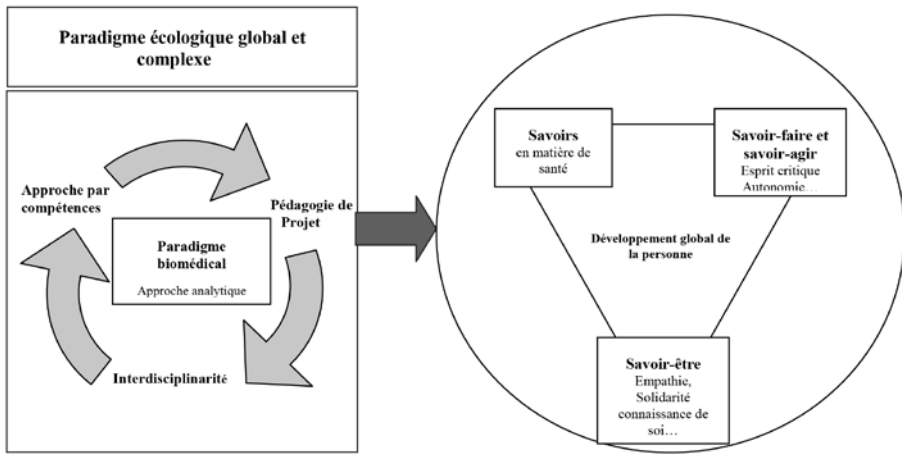 Paradigme écologique global et
complexe
Approche par
compétences
Pédagogie de
Projet
Paradigme
biomédical
Approche analytique
Interdisciplinarité
Savoirs
en matière de
santé
Savoir-faire et
savoir-agir
Esprit critique
Autonomie…
Développement global de
la personne
Savoir-être
Empathie,
Solidarité
connaissance de
soi…